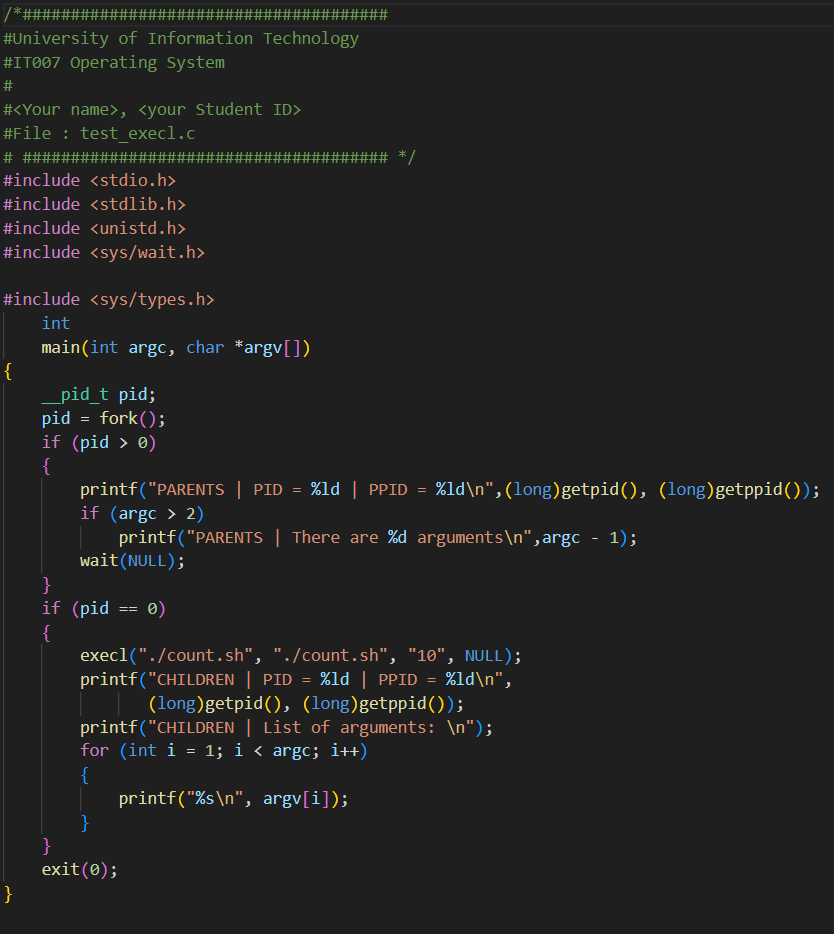 /*######################################
#University of Information Technology
#IT007 Operating System
#
#<Your name>, <your Student ID>
#File : test_execl.c
# ###################################### */
#include <stdio.h>
#include <stdlib.h>
#include <unistd.h>
#include <sys/wait.h>

#include <sys/types.h>
    int
    main(int argc, char *argv[])
{
    __pid_t pid;
    pid = fork();
    if (pid > 0)
    {
        printf("PARENTS | PID = %ld | PPID = %ld\n",(long)getpid(), (long)getppid());
        if (argc > 2)
            printf("PARENTS | There are %d arguments\n",argc - 1);
        wait(NULL);
    }
    if (pid == 0)
    {
        execl("./count.sh", "./count.sh", "10", NULL);
        printf("CHILDREN | PID = %ld | PPID = %ld\n",
               (long)getpid(), (long)getppid());
        printf("CHILDREN | List of arguments: \n");
        for (int i = 1; i < argc; i++)
        {
            printf("%s\n", argv[i]);
        }
    }
    exit(0);
}